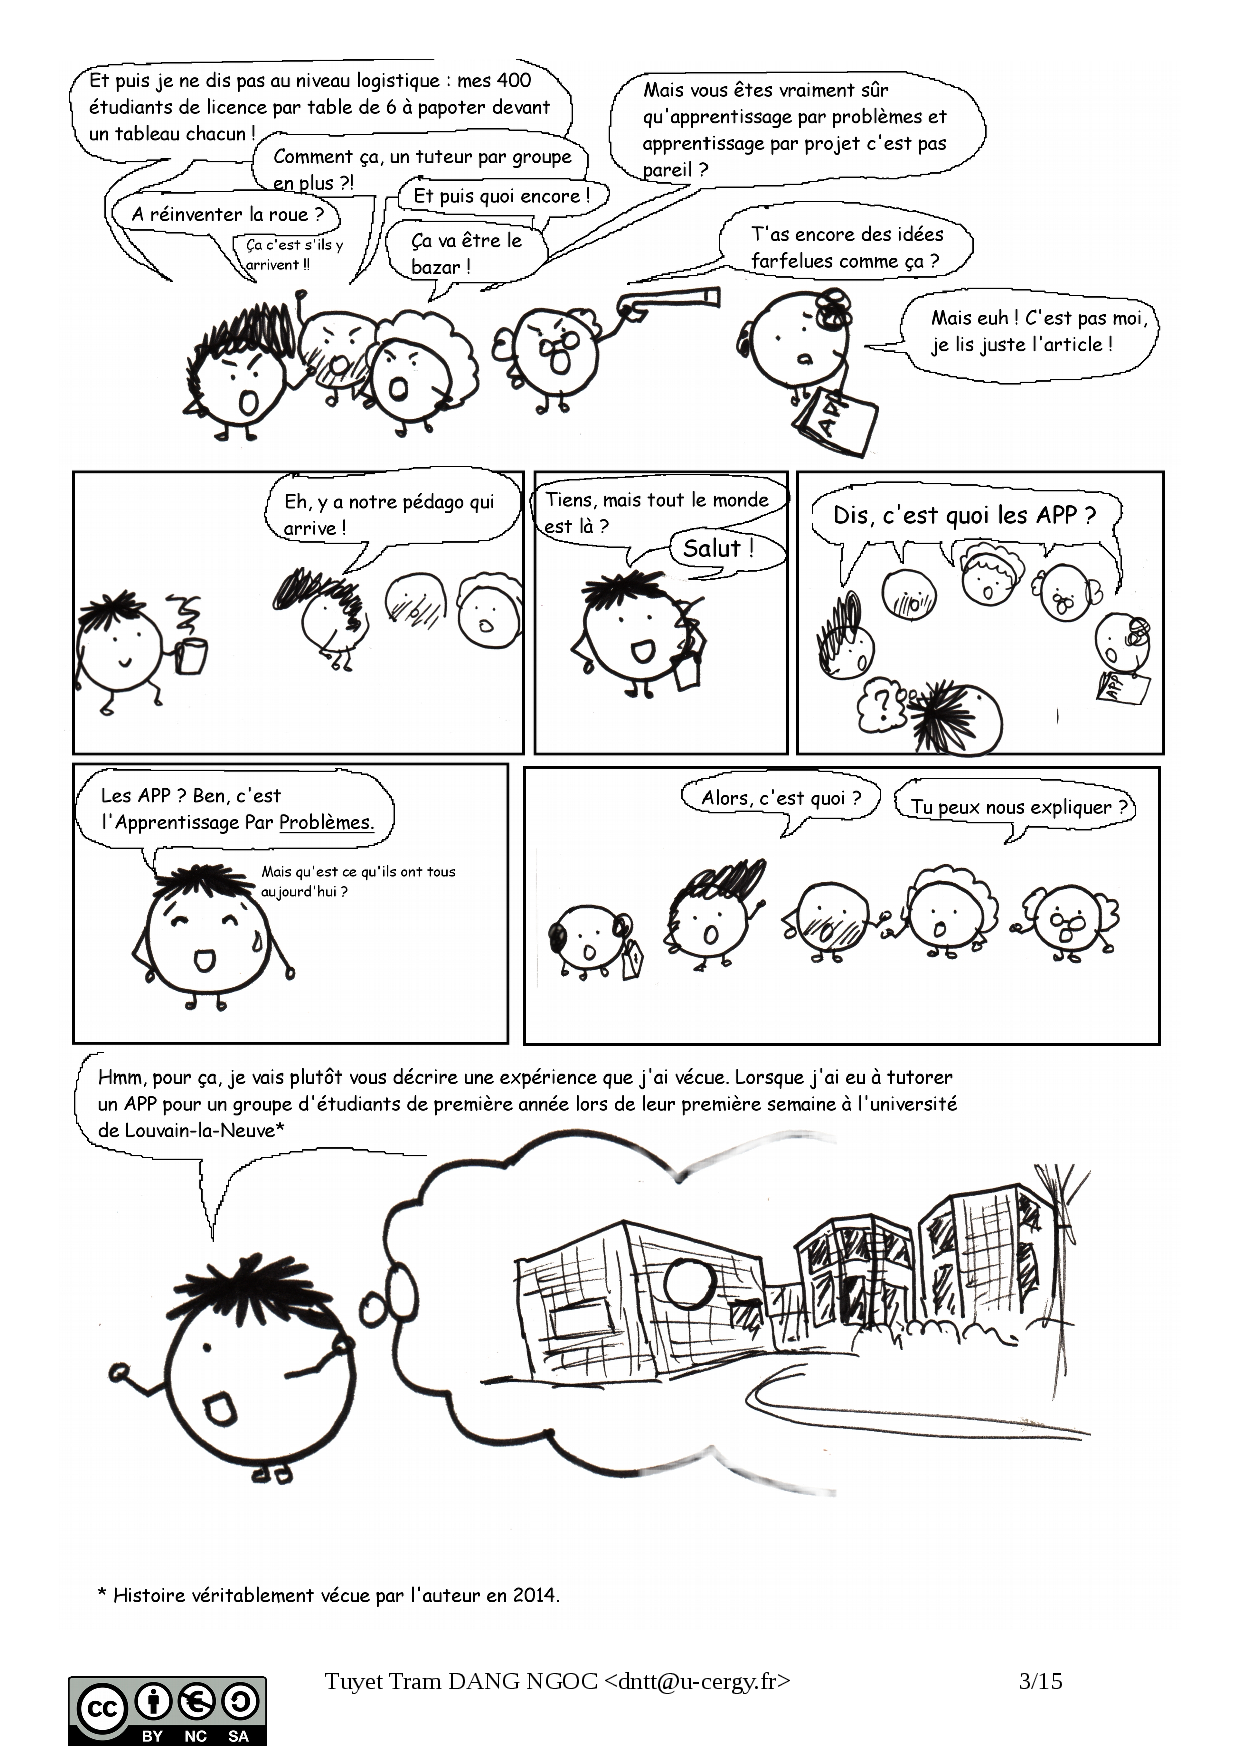 Et puis je ne dis pas au niveau logistique : mes 400
étudiants de licence par table de 6 à papoter devant
un tableau chacun !
Comment ça, un tuteur par groupe
en plus ?!
Et puis quoi encore !
A réinventer la roue ?
Ça c'est s'ils y
arrivent !!
Ça va être le
bazar !
Mais vous êtes vraiment sûr
qu'apprentissage par problèmes et
apprentissage par projet c'est pas
pareil ?
T'as encore des idées
farfelues comme ça ?
Mais euh ! C'est pas moi,
je lis juste l'article !
APP
Eh, y a notre pédago qui
arrive !
Tiens, mais tout le monde
est là ?
Salut !
Dis, c'est quoi les APP ?
?
APP
Les APP ? Ben, c'est
l'Apprentissage Par Problèmes.
Mais qu'est ce qu'ils ont tous
aujourd'hui ?
Alors, c'est quoi ?
Tu peux nous expliquer ?
Hmm, pour ça, je vais plutôt vous décrire une expérience que j'ai vécue. Lorsque j'ai eu à tutorer
un APP pour un groupe d'étudiants de première année lors de leur première semaine à l'université
de Louvain-la-Neuve*
* Histoire véritablement vécue par l'auteur en 2014.
Tuyet Tram DANG NGOC <dntt@u-cergy.fr>
3/15
cc
BY NC SA